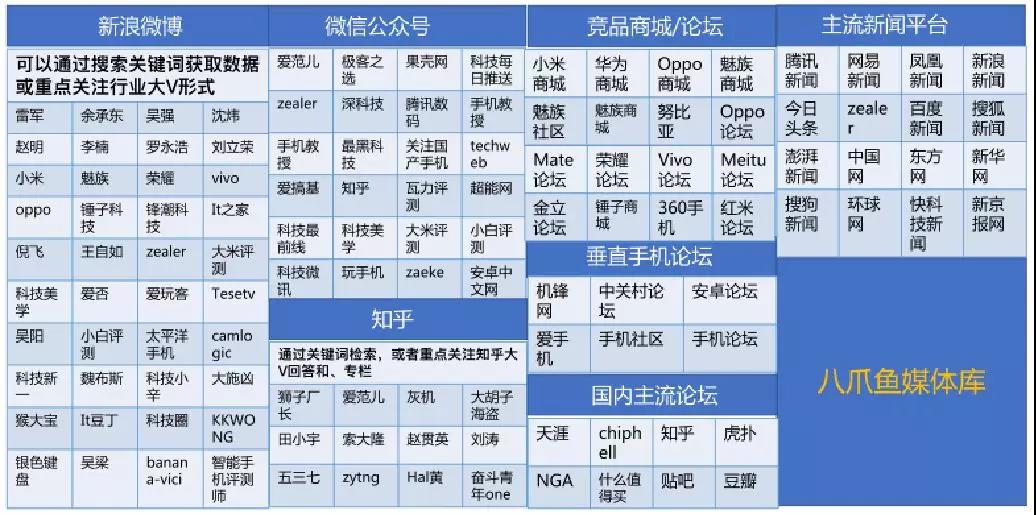 新浪微博
可以通过搜索关键词获取数据
或重点关注行业大V形式
雷军 余承东 吴强 沈炜
赵明 李楠 罗永浩 刘立荣
小米 魅族 荣耀 vivo
oppo 锤子科技 锋潮科技 It之家
倪飞 王自如 zealer 大米评测
科技美学 爱否 爱玩客 Tesetv
吴阳 小白评测 太平洋手机 camlogic
科技新一 魏布斯 科技小辛 大施凶
猴大宝 It豆丁 科技圈 KKWONG
银色键盘 吴梁 banana-vici 智能手机评测师
微信公众号
爱范儿 极客之选 果壳网 科技每日推送
zealer 深科技 腾讯数码 手机教授
手机教授 最黑科技 关注国产手机 techweb
爱搞基 知乎 瓦力评测 超能网
科技最前线 科技美学 大米评测 小白评测
科技微讯 玩手机 zaeke 安卓中文网
知乎
通过关键词检索，或者重点关注知乎大
V回答和、专栏
狮子厂长 爱范儿 灰机 大胡子海盗
田小宇 索大隆 赵贯英 刘涛
五三七 zytng Hal黄 奋斗青年one
竞品商城/论坛
小米商城 华为商城 Oppo商城 魅族商城
魅族社区 魅族商城 努比亚 Oppo论坛
Mate论坛 荣耀论坛 Vivo论坛 Meitu论坛
金立论坛 锤子商城 360手机 红米论坛
垂直手机论坛
机锋网 中关村论坛 安卓论坛
爱手机 手机社区 手机论坛
国内主流论坛
天涯 chiphell 知乎 虎扑
NGA 什么值得买 贴吧 豆瓣
主流新闻平台
腾讯新闻 网易新闻 凤凰新闻 新浪新闻
今日头条 zealer 百度新闻 搜狐新闻
澎湃新闻 中国网 东方网 新华网
搜狗新闻 环球网 快科技新闻 新京报网
八爪鱼媒体库